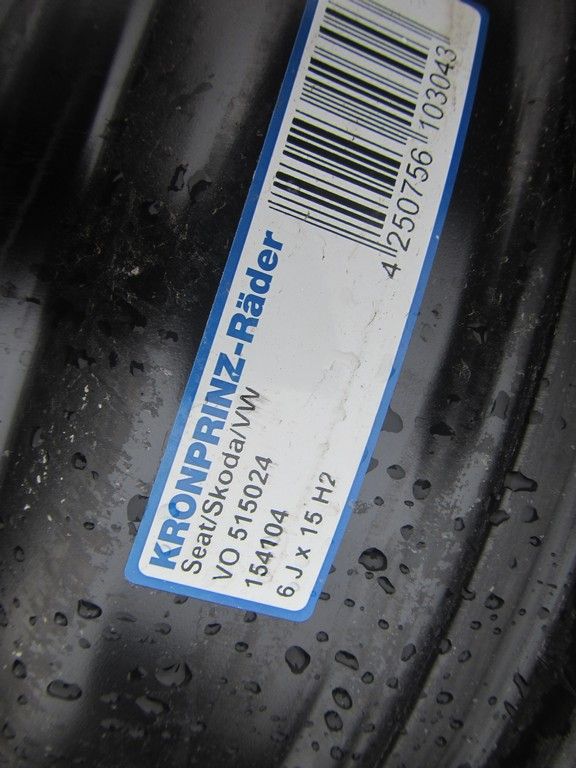 KRONPRINZ-Räder
Seat/Skoda/VW
VO 515024
154104
6 J x 15 H2
4 250756 103043